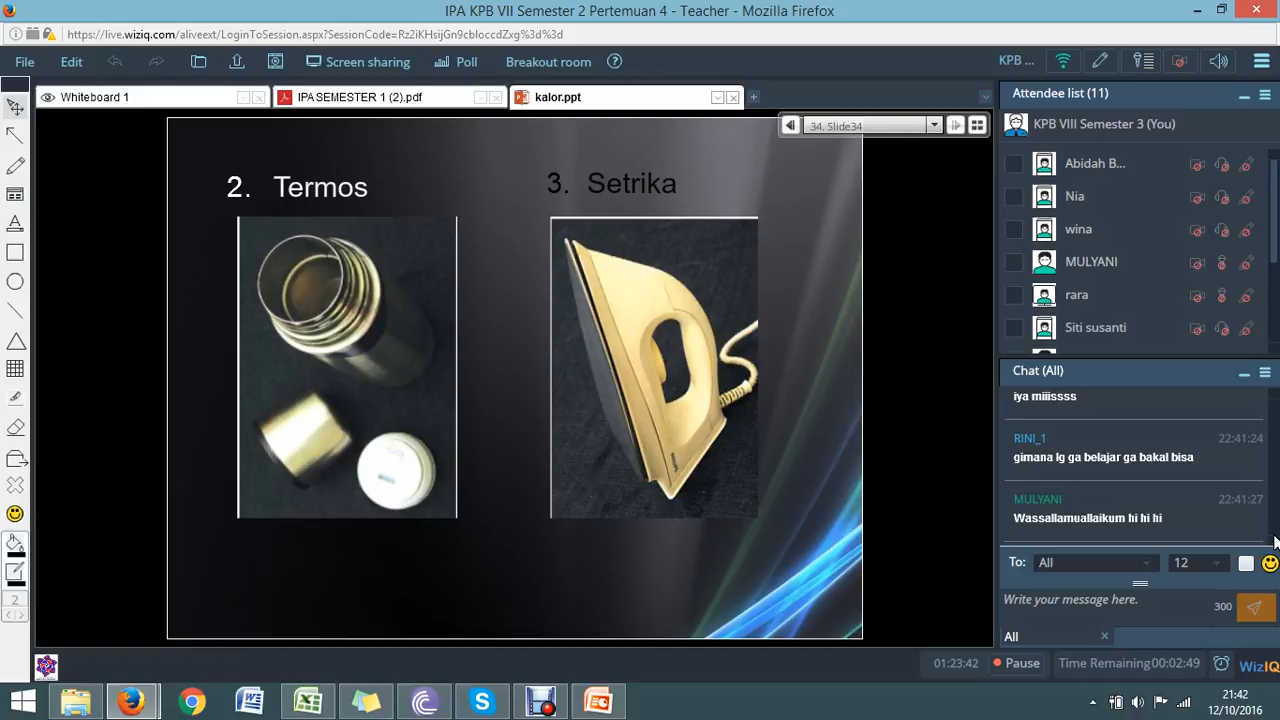 IPA KPB VII Semester 2 Pertemuan 4 - Teacher - Mozilla Firefox
https://live.wiziq.com/aliveext/LoginToSession.aspx?SessionCode=Rz2iKHsijGn9cbloccdZxg%3d%3d
File Edit Screen sharing Poll Breakout room ? KPB ...
Whiteboard 1 IPA SEMESTER 1 (2).pdf kalor.ppt
Attendee list (11)
34. Slide34
KPB VIII Semester 3 (You)
Abidah B...
Nia
wina
MULYANI
rara
Siti susanti
2. Termos
3. Setrika
Chat (All)
iya miiissss
RINI_1 22:41:24
gimana lg ga belajar ga bakal bisa
MULYANI 22:41:27
Wassallamuallaikum hi hi hi
To: All 12
Write your message here. 300
All
2
01:23:42 Pause Time Remaining 00:02:49 WizIQ
21:42
12/10/2016